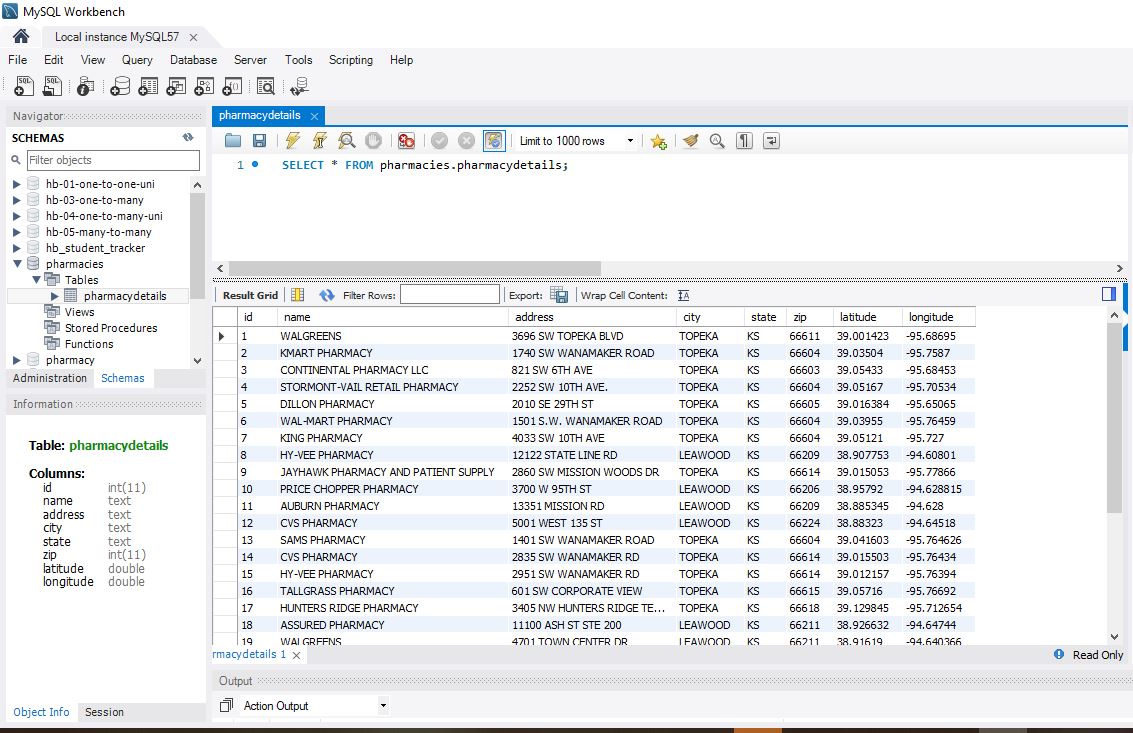 MySQL Workbench
Local instance MySQL57
File Edit View Query Database Server Tools Scripting Help
Navigator
SCHEMAS
Filter objects
hb-01-one-to-one-uni
hb-03-one-to-many
hb-04-one-to-many-uni
hb-05-many-to-many
hb_student_tracker
pharmacies
Tables
pharmacydetails
Views
Stored Procedures
Functions
pharmacy
Administration Schemas
Information
Table: pharmacydetails
Columns:
id int(11)
name text
address text
city text
state text
zip int(11)
latitude double
longitude double
Object Info Session
pharmacydetails
Limit to 1000 rows
1 SELECT * FROM pharmacies.pharmacydetails;
Result Grid Filter Rows: Export: Wrap Cell Content:
id name address city state zip latitude longitude
1 WALGREENS 3696 SW TOPEKA BLVD TOPEKA KS 66611 39.001423 -95.68695
2 KMART PHARMACY 1740 SW WANAMAKER ROAD TOPEKA KS 66604 39.03504 -95.7587
3 CONTINENTAL PHARMACY LLC 821 SW 6TH AVE TOPEKA KS 66603 39.05433 -95.68453
4 STORMONT-VAIL RETAIL PHARMACY 2252 SW 10TH AVE. TOPEKA KS 66604 39.05167 -95.70534
5 DILLON PHARMACY 2010 SE 29TH ST TOPEKA KS 66605 39.016384 -95.65065
6 WAL-MART PHARMACY 1501 S.W. WANAMAKER ROAD TOPEKA KS 66604 39.03955 -95.76459
7 KING PHARMACY 4033 SW 10TH AVE TOPEKA KS 66604 39.05121 -95.727
8 HY-VEE PHARMACY 12122 STATE LINE RD LEAWOOD KS 66209 38.907753 -94.60801
9 JAYHAWK PHARMACY AND PATIENT SUPPLY 2860 SW MISSION WOODS DR TOPEKA KS 66614 39.015053 -95.77866
10 PRICE CHOPPER PHARMACY 3700 W 95TH ST LEAWOOD KS 66206 38.95792 -94.628815
11 AUBURN PHARMACY 13351 MISSION RD LEAWOOD KS 66209 38.885345 -94.628
12 CVS PHARMACY 5001 WEST 135 ST LEAWOOD KS 66224 38.88323 -94.64518
13 SAMS PHARMACY 1401 SW WANAMAKER ROAD TOPEKA KS 66604 39.041603 -95.764626
14 CVS PHARMACY 2835 SW WANAMAKER RD TOPEKA KS 66614 39.015503 -95.76434
15 HY-VEE PHARMACY 2951 SW WANAMAKER RD TOPEKA KS 66614 39.012157 -95.76394
16 TALLGRASS PHARMACY 601 SW CORPORATE VIEW TOPEKA KS 66615 39.05716 -95.76692
17 HUNTERS RIDGE PHARMACY 3405 NW HUNTERS RIDGE TE... TOPEKA KS 66618 39.129845 -95.712654
18 ASSURED PHARMACY 11100 ASH ST STE 200 LEAWOOD KS 66211 38.926632 -94.64744
19 WALGREENS 4701 TOWN CENTER DR LEAWOOD KS 66211 38.91619 -94.640366
rmacydetails 1 Read Only
Output
Action Output